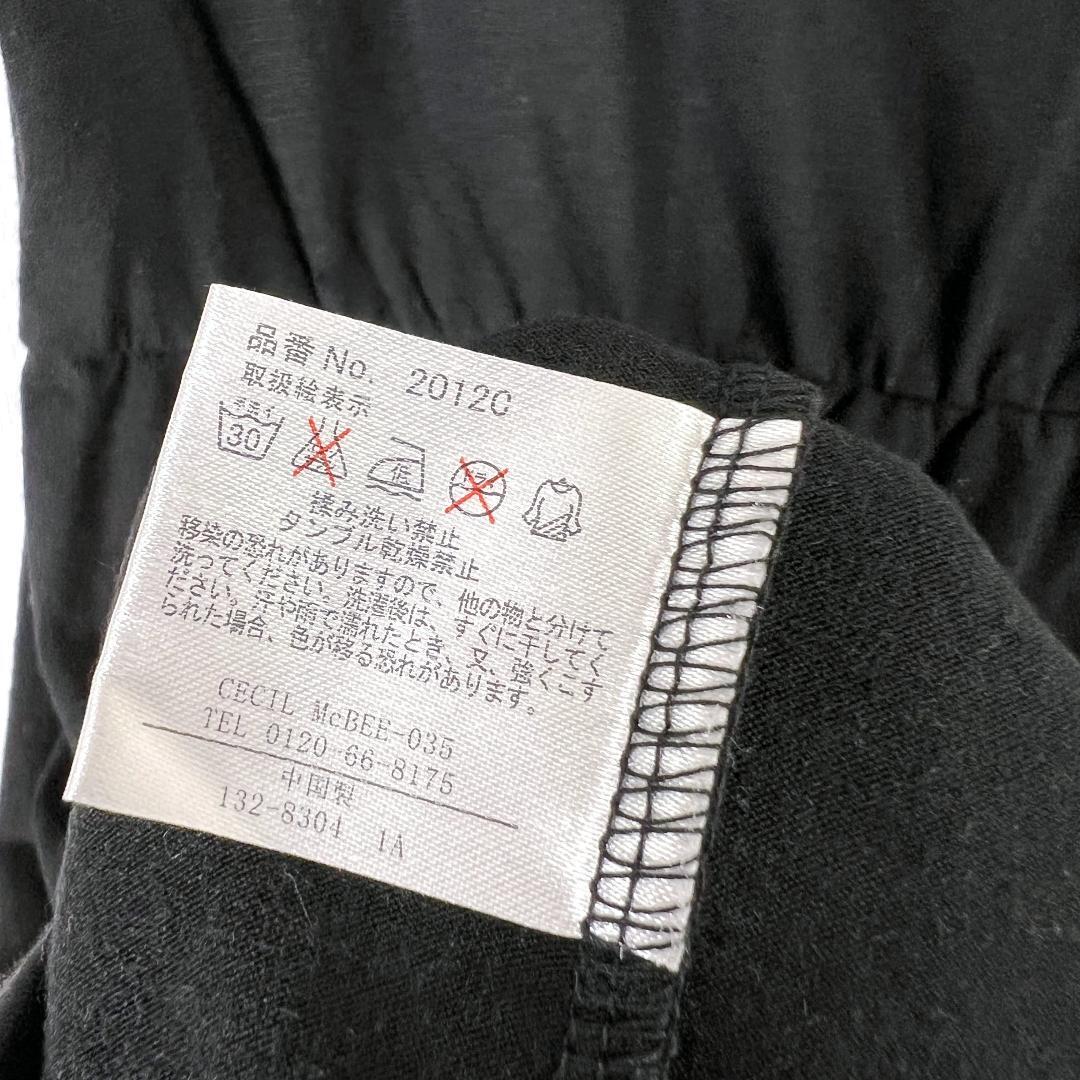 品番 No. 2012C
取扱絵表示
手洗イ 30 低
揉み洗い禁止
タンブル乾燥禁止
移染の恐れがありますので、他の物と分けて
洗ってください。洗濯後は、すぐに干してく
ださい。汗や雨で濡れたとき、又、強くこす
られた場合、色が移る恐れがあります。
CECIL McBEE-035
TEL 0120-66-8175
中国製
132-8304 1A